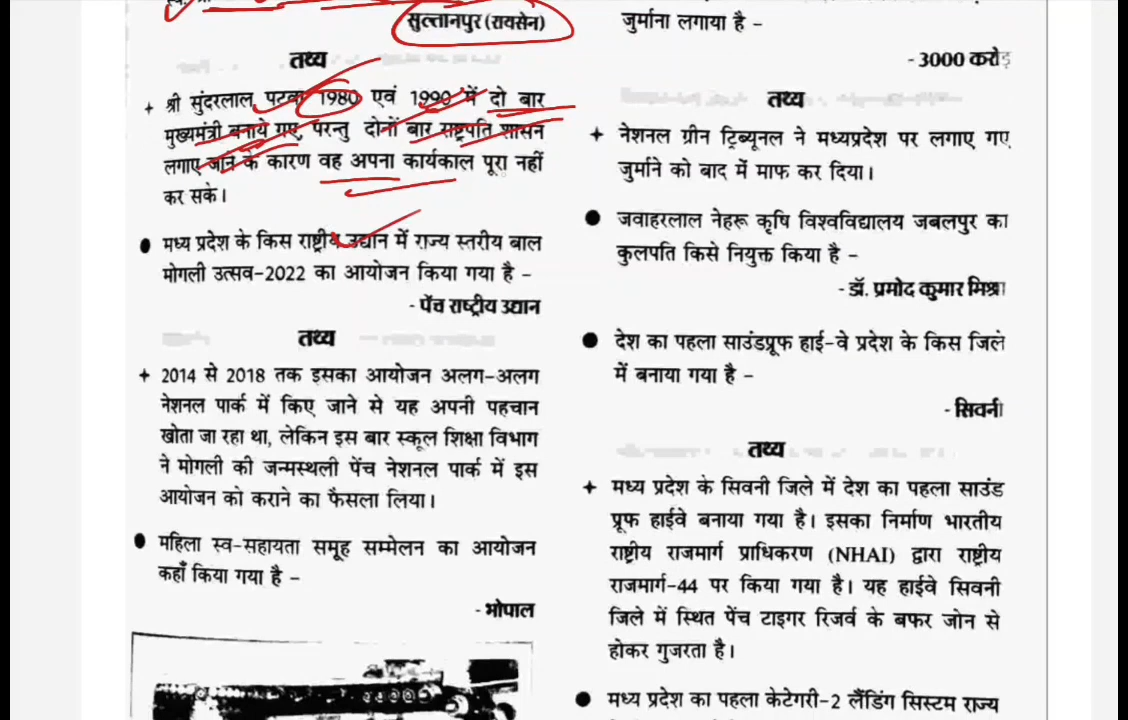 सुल्तानपुर (रायसेन)
तथ्य
+ श्री सुंदरलाल पटवा 1980 एवं 1990 में दो बार
मुख्यमंत्री बनाये गए, परन्तु दोनों बार राष्ट्रपति शासन
लगाए जाने के कारण वह अपना कार्यकाल पूरा नहीं
कर सके।
● मध्य प्रदेश के किस राष्ट्रीय उद्यान में राज्य स्तरीय बाल
मोगली उत्सव-2022 का आयोजन किया गया है -
- पेंच राष्ट्रीय उद्यान
तथ्य
+ 2014 से 2018 तक इसका आयोजन अलग-अलग
नेशनल पार्क में किए जाने से यह अपनी पहचान
खोता जा रहा था, लेकिन इस बार स्कूल शिक्षा विभाग
ने मोगली की जन्मस्थली पेंच नेशनल पार्क में इस
आयोजन को कराने का फैसला लिया।
● महिला स्व-सहायता समूह सम्मेलन का आयोजन
कहाँ किया गया है -
- भोपाल
जुर्माना लगाया है -
- 3000 करोड़
तथ्य
+ नेशनल ग्रीन ट्रिब्यूनल ने मध्यप्रदेश पर लगाए गए
जुर्माने को बाद में माफ कर दिया।
● जवाहरलाल नेहरू कृषि विश्वविद्यालय जबलपुर का
कुलपति किसे नियुक्त किया है -
- डॉ. प्रमोद कुमार मिश्रा
● देश का पहला साउंडप्रूफ हाई-वे प्रदेश के किस जिले
में बनाया गया है -
- सिवनी
तथ्य
+ मध्य प्रदेश के सिवनी जिले में देश का पहला साउंड
प्रूफ हाईवे बनाया गया है। इसका निर्माण भारतीय
राष्ट्रीय राजमार्ग प्राधिकरण (NHAI) द्वारा राष्ट्रीय
राजमार्ग-44 पर किया गया है। यह हाईवे सिवनी
जिले में स्थित पेंच टाइगर रिजर्व के बफर जोन से
होकर गुजरता है।
● मध्य प्रदेश का पहला केटेगरी-2 लैंडिंग सिस्टम राज्य